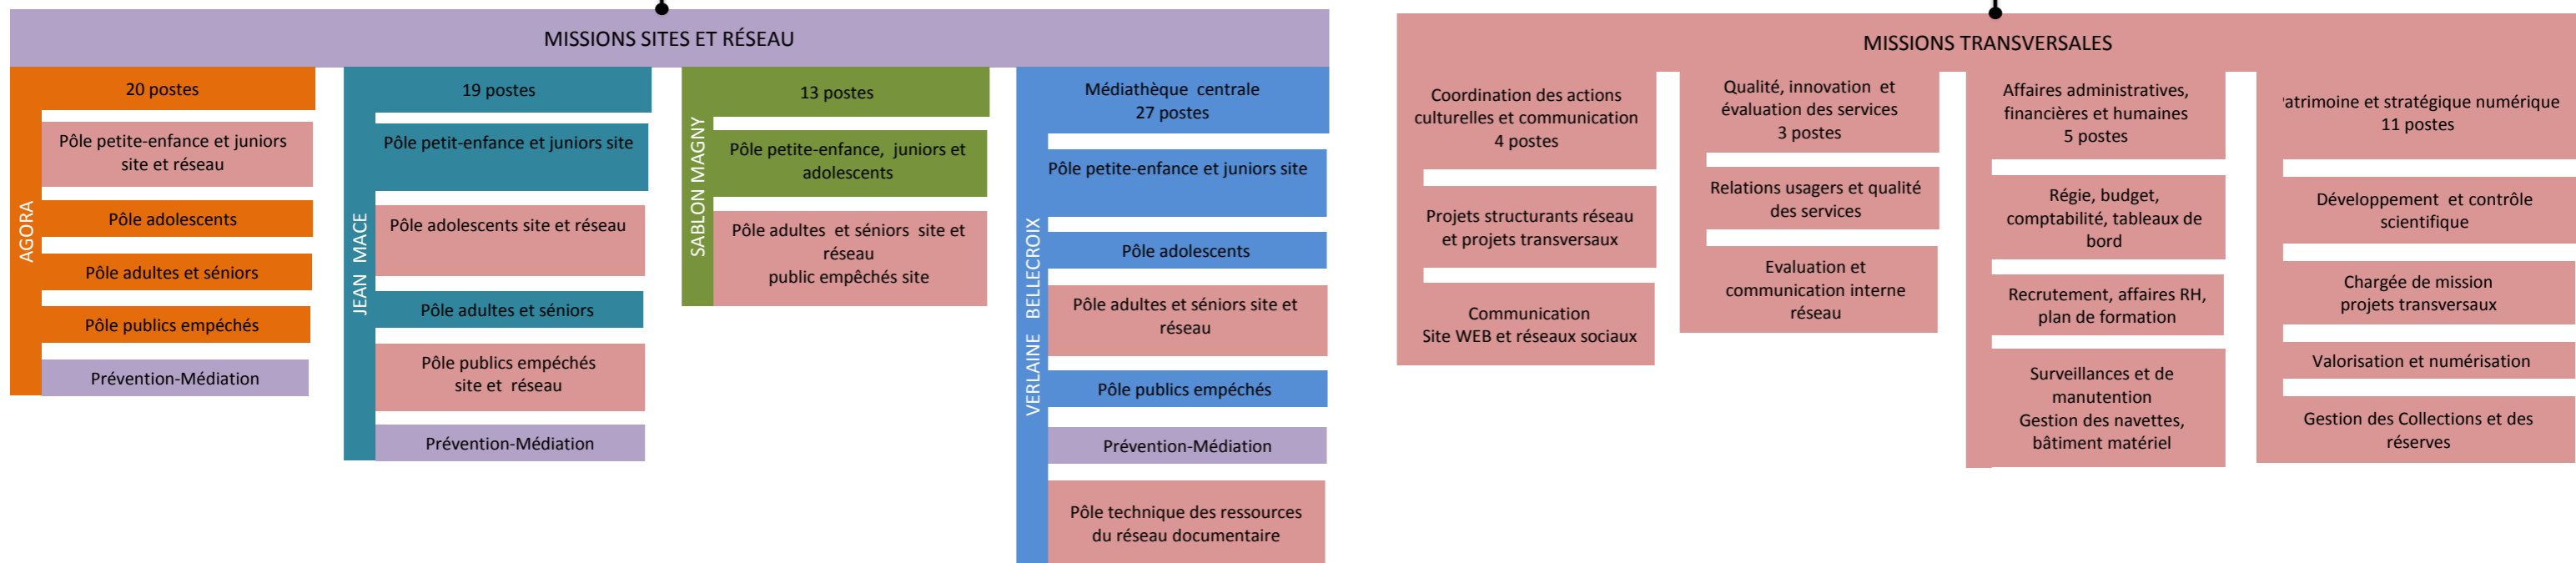 MISSIONS SITES ET RÉSEAU
AGORA
20 postes
Pôle petite-enfance et juniors
site et réseau
Pôle adolescents
Pôle adultes et séniors
Pôle publics empéchés
Prévention-Médiation
JEAN MACE
19 postes
Pôle petit-enfance et juniors site
Pôle adolescents site et réseau
Pôle adultes et séniors
Pôle publics empéchés
site et réseau
Prévention-Médiation
SABLON MAGNY
13 postes
Pôle petite-enfance, juniors et
adolescents
Pôle adultes et séniors site et
réseau
public empêchés site
VERLAINE BELLECROIX
Médiathèque centrale
27 postes
Pôle petite-enfance et juniors site
Pôle adolescents
Pôle adultes et séniors site et
réseau
Pôle publics empéchés
Prévention-Médiation
Pôle technique des ressources
du réseau documentaire
MISSIONS TRANSVERSALES
Coordination des actions
culturelles et communication
4 postes
Projets structurants réseau
et projets transversaux
Communication
Site WEB et réseaux sociaux
Qualité, innovation et
évaluation des services
3 postes
Relations usagers et qualité
des services
Evaluation et
communication interne
réseau
Affaires administratives,
financières et humaines
5 postes
Régie, budget,
comptabilité, tableaux de
bord
Recrutement, affaires RH,
plan de formation
Surveillances et de
manutention
Gestion des navettes,
bâtiment matériel
atrimoine et stratégique numérique
11 postes
Développement et contrôle
scientifique
Chargée de mission
projets transversaux
Valorisation et numérisation
Gestion des Collections et des
réserves